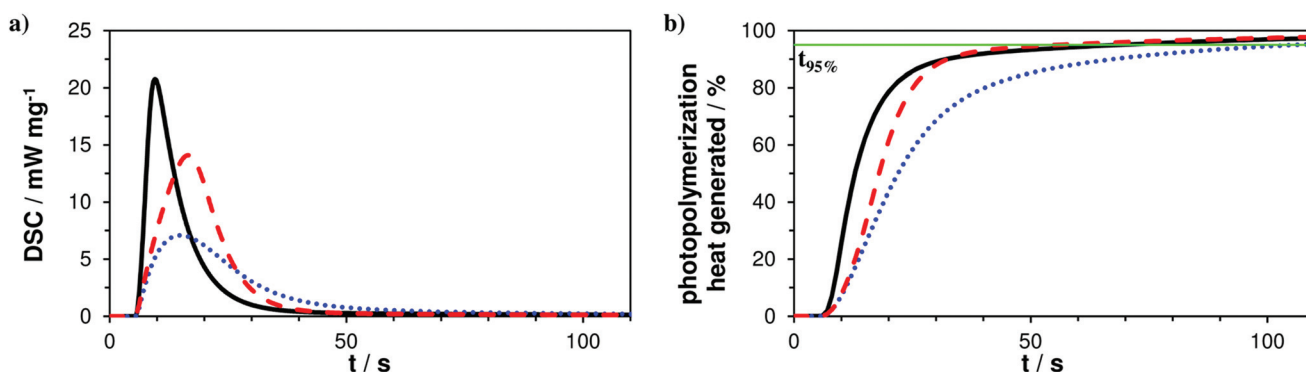 a)
25
20
15
10
5
0
DSC / mW mg-1
0
50
100
t / s
b)
100
80
60
40
20
0
photopolymerization
heat generated / %
t95%
0
50
100
t / s